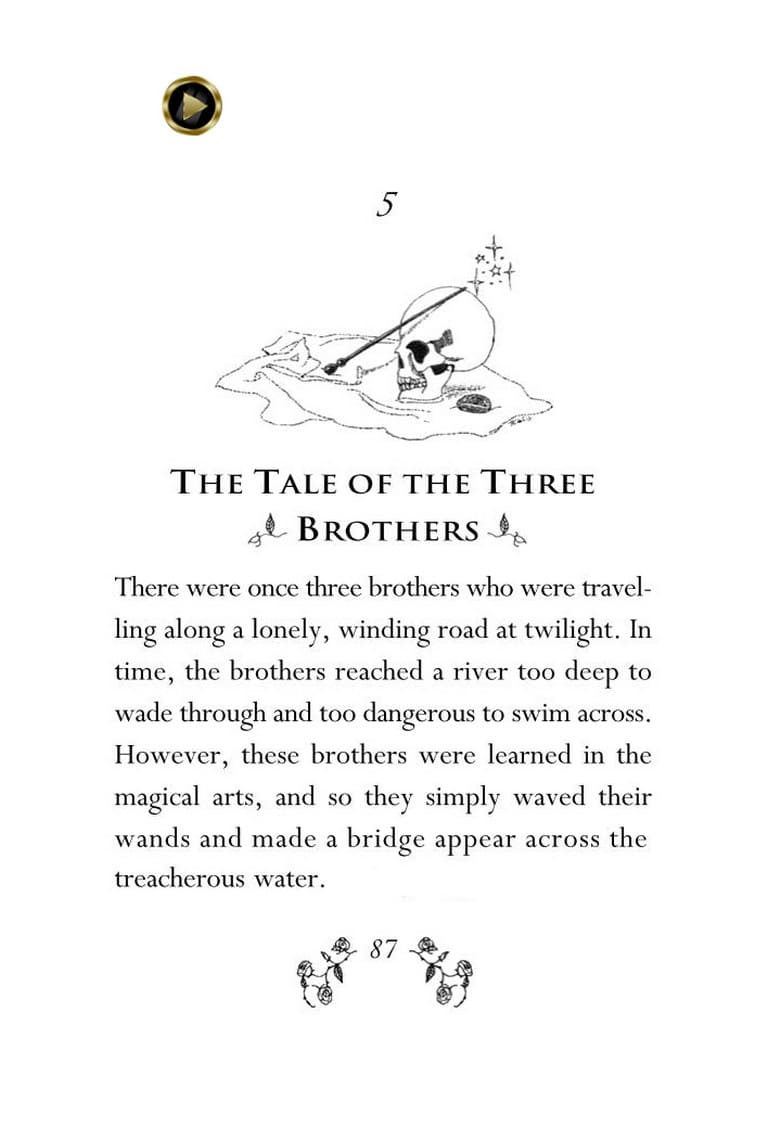 5
THE TALE OF THE THREE
BROTHERS
There were once three brothers who were travel-
ling along a lonely, winding road at twilight. In
time, the brothers reached a river too deep to
wade through and too dangerous to swim across.
However, these brothers were learned in the
magical arts, and so they simply waved their
wands and made a bridge appear across the
treacherous water.
87